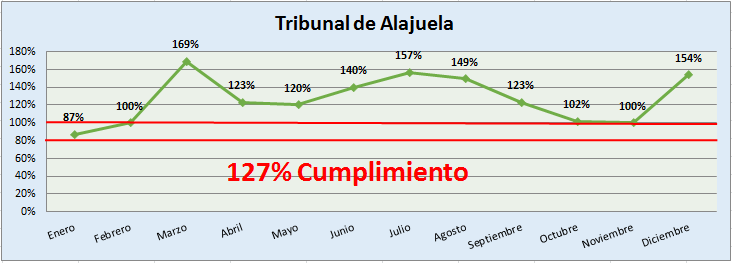 Tribunal de Alajuela
180%
160%
140%
120%
100%
80%
60%
40%
20%
0%
87%
100%
169%
123%
120%
140%
157%
149%
123%
102%
100%
154%
127% Cumplimiento
Enero
Febrero
Marzo
Abril
Mayo
Junio
Julio
Agosto
Septiembre
Octubre
Noviembre
Diciembre